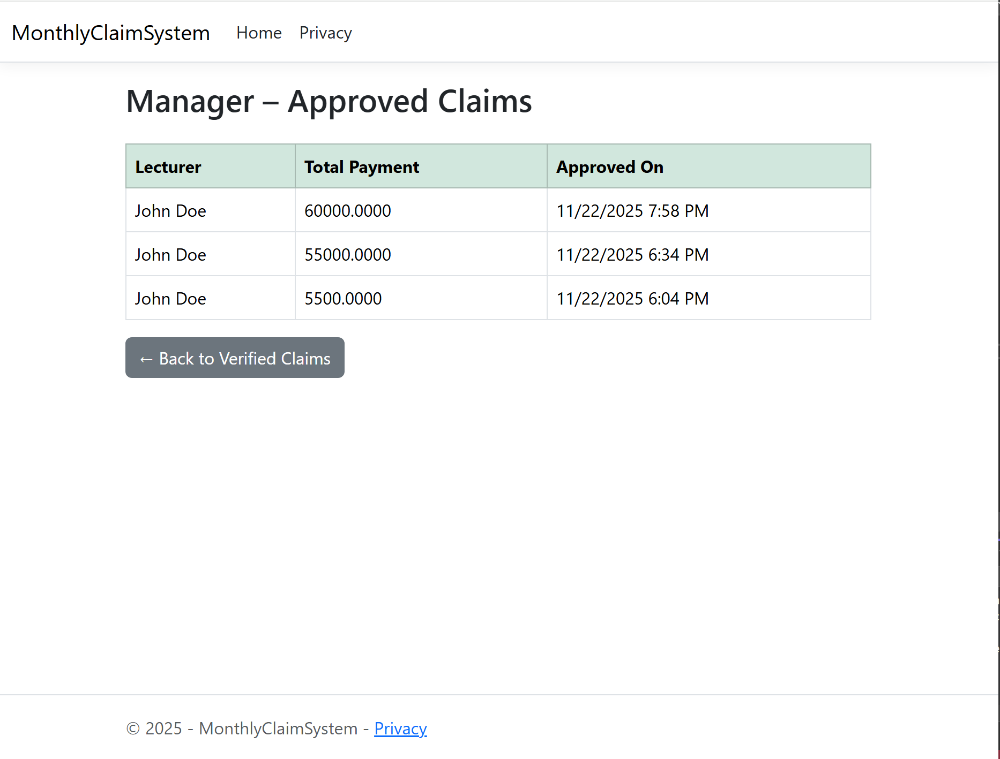 MonthlyClaimSystem Home Privacy
Manager – Approved Claims
Lecturer Total Payment Approved On
John Doe 60000.0000 11/22/2025 7:58 PM
John Doe 55000.0000 11/22/2025 6:34 PM
John Doe 5500.0000 11/22/2025 6:04 PM
← Back to Verified Claims
© 2025 - MonthlyClaimSystem - Privacy